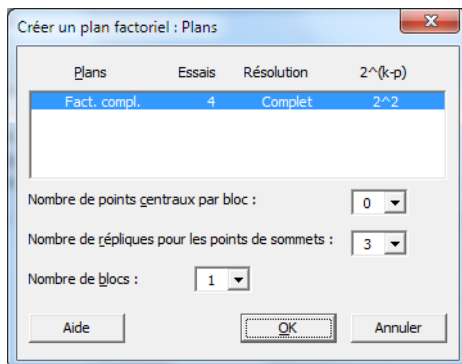 Créer un plan factoriel : Plans
Plans Essais Résolution 2^(k-p)
Fact. compl. 4 Complet 2^2
Nombre de points centraux par bloc : 0
Nombre de répliques pour les points de sommets : 3
Nombre de blocs : 1
Aide OK Annuler